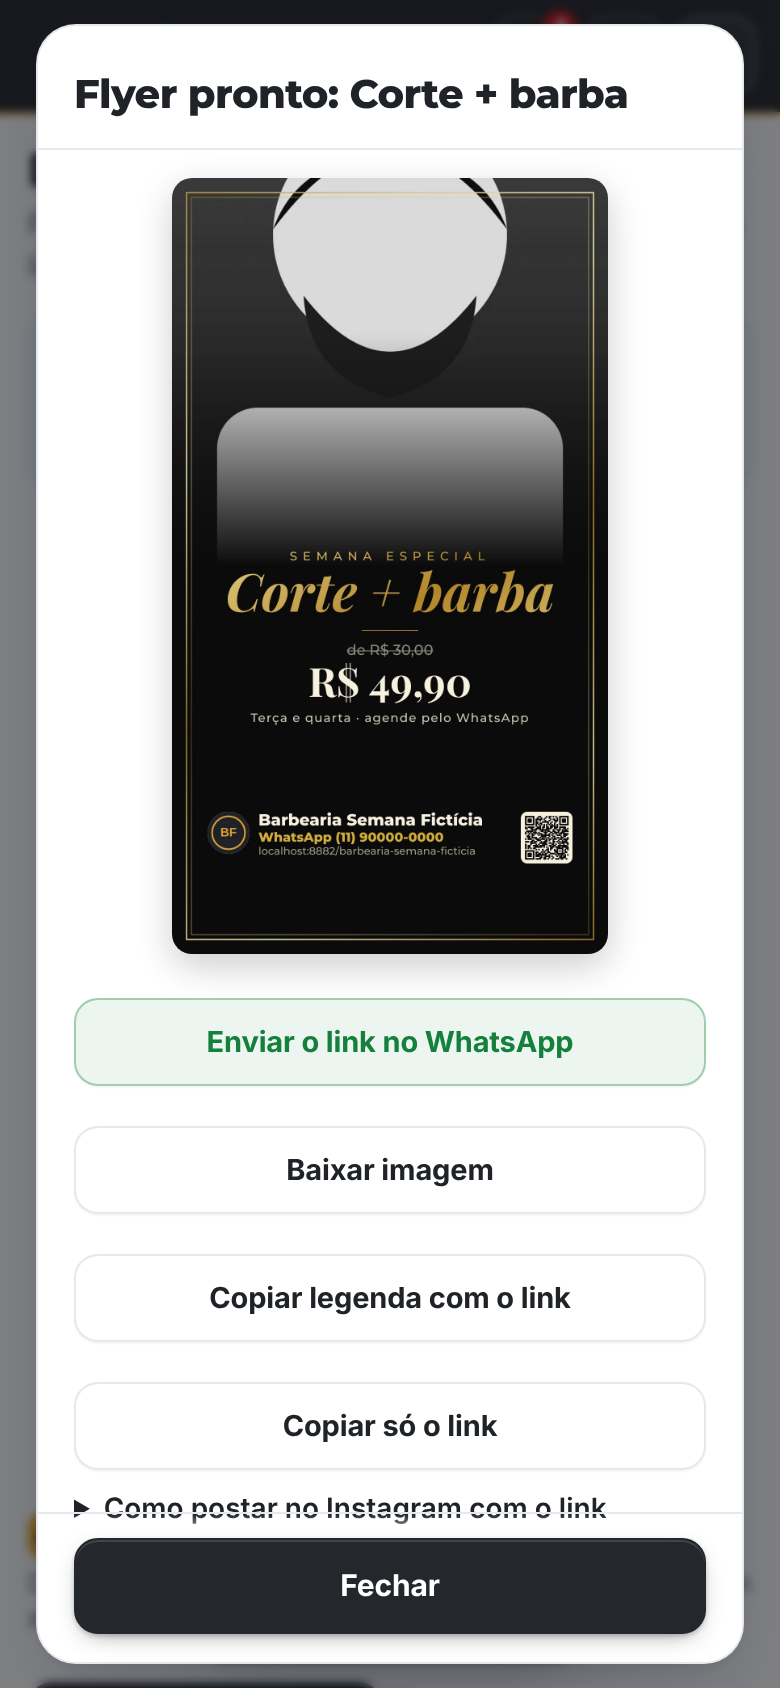 Flyer pronto: Corte + barba
SEMANA ESPECIAL
Corte + barba
de R$ 30,00
R$ 49,90
Terça e quarta · agende pelo WhatsApp
BF
Barbearia Semana Fictícia
WhatsApp (11) 90000-0000
localhost:8882/barbearia-semana-ficticia
Enviar o link no WhatsApp
Baixar imagem
Copiar legenda com o link
Copiar só o link
Como postar no Instagram com o link
Fechar